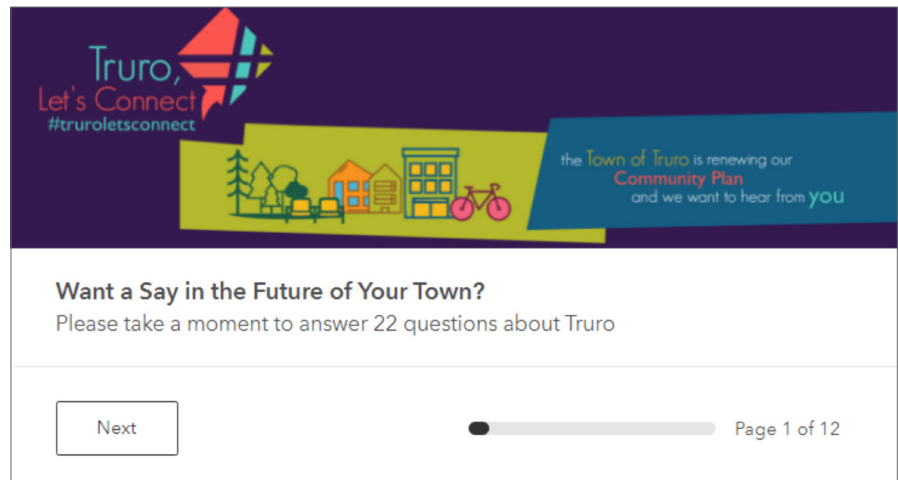 Truro,
Let's Connect
#truroletsconnect
the Town of Truro is renewing our
Community Plan
and we want to hear from you
Want a Say in the Future of Your Town?
Please take a moment to answer 22 questions about Truro
Next
Page 1 of 12